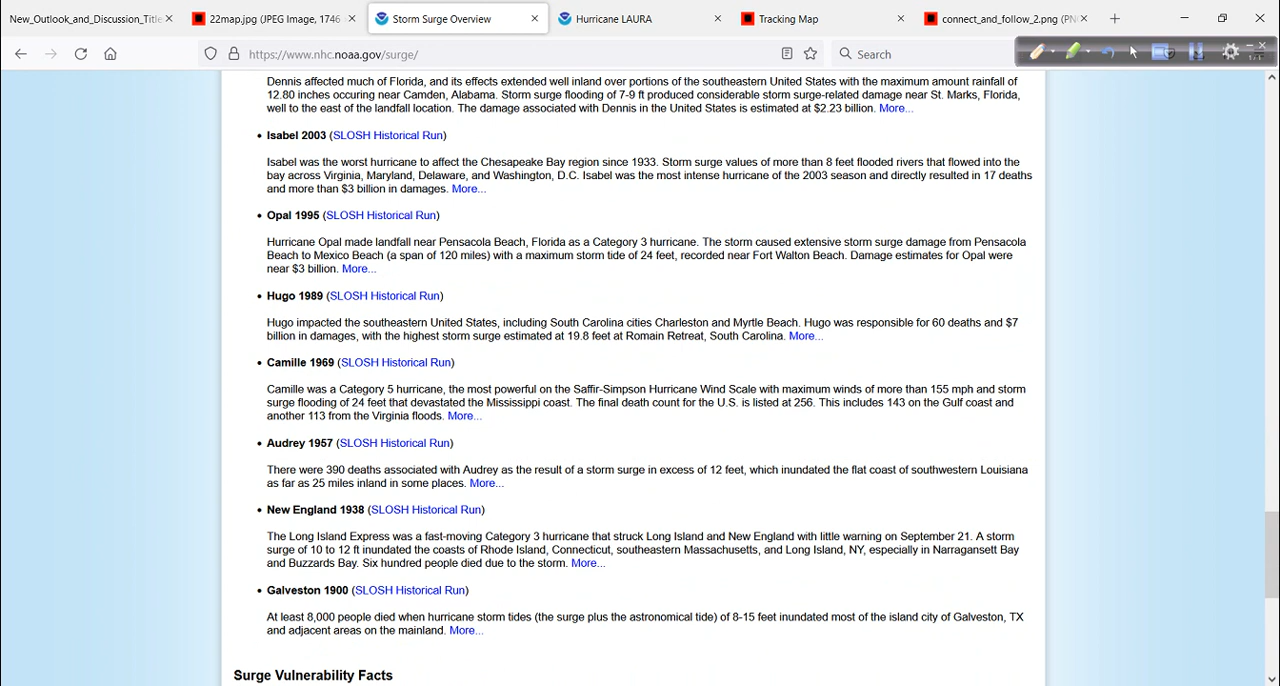 New_Outlook_and_Discussion_Title
22map.jpg (JPEG Image, 1746
Storm Surge Overview
Hurricane LAURA
Tracking Map
connect_and_follow_2.png (PN
https://www.nhc.noaa.gov/surge/
Search
Dennis affected much of Florida, and its effects extended well inland over portions of the southeastern United States with the maximum amount rainfall of
12.80 inches occuring near Camden, Alabama. Storm surge flooding of 7-9 ft produced considerable storm surge-related damage near St. Marks, Florida,
well to the east of the landfall location. The damage associated with Dennis in the United States is estimated at $2.23 billion. More...
• Isabel 2003 (SLOSH Historical Run)
Isabel was the worst hurricane to affect the Chesapeake Bay region since 1933. Storm surge values of more than 8 feet flooded rivers that flowed into the
bay across Virginia, Maryland, Delaware, and Washington, D.C. Isabel was the most intense hurricane of the 2003 season and directly resulted in 17 deaths
and more than $3 billion in damages. More...
• Opal 1995 (SLOSH Historical Run)
Hurricane Opal made landfall near Pensacola Beach, Florida as a Category 3 hurricane. The storm caused extensive storm surge damage from Pensacola
Beach to Mexico Beach (a span of 120 miles) with a maximum storm tide of 24 feet, recorded near Fort Walton Beach. Damage estimates for Opal were
near $3 billion. More...
• Hugo 1989 (SLOSH Historical Run)
Hugo impacted the southeastern United States, including South Carolina cities Charleston and Myrtle Beach. Hugo was responsible for 60 deaths and $7
billion in damages, with the highest storm surge estimated at 19.8 feet at Romain Retreat, South Carolina. More...
• Camille 1969 (SLOSH Historical Run)
Camille was a Category 5 hurricane, the most powerful on the Saffir-Simpson Hurricane Wind Scale with maximum winds of more than 155 mph and storm
surge flooding of 24 feet that devastated the Mississippi coast. The final death count for the U.S. is listed at 256. This includes 143 on the Gulf coast and
another 113 from the Virginia floods. More...
• Audrey 1957 (SLOSH Historical Run)
There were 390 deaths associated with Audrey as the result of a storm surge in excess of 12 feet, which inundated the flat coast of southwestern Louisiana
as far as 25 miles inland in some places. More...
• New England 1938 (SLOSH Historical Run)
The Long Island Express was a fast-moving Category 3 hurricane that struck Long Island and New England with little warning on September 21. A storm
surge of 10 to 12 ft inundated the coasts of Rhode Island, Connecticut, southeastern Massachusetts, and Long Island, NY, especially in Narragansett Bay
and Buzzards Bay. Six hundred people died due to the storm. More...
• Galveston 1900 (SLOSH Historical Run)
At least 8,000 people died when hurricane storm tides (the surge plus the astronomical tide) of 8-15 feet inundated most of the island city of Galveston, TX
and adjacent areas on the mainland. More...
Surge Vulnerability Facts